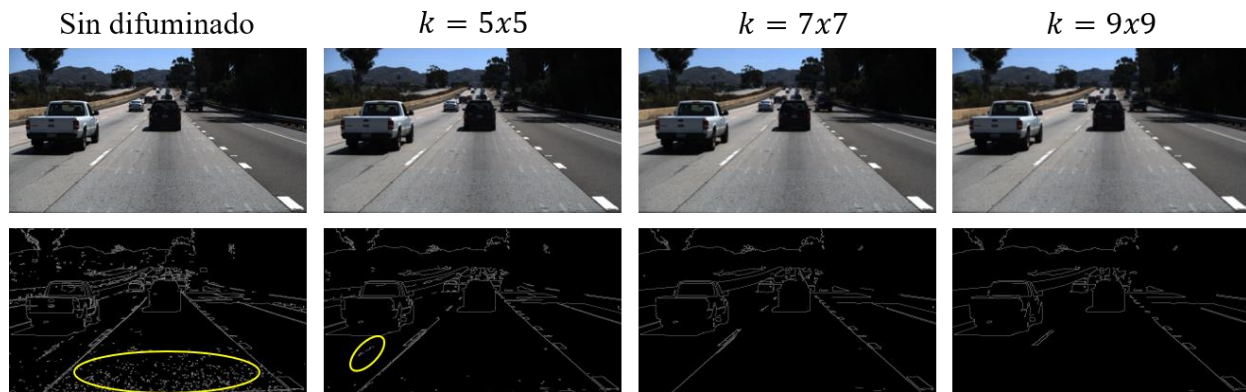 Sin difuminado
k = 5x5
k = 7x7
k = 9x9